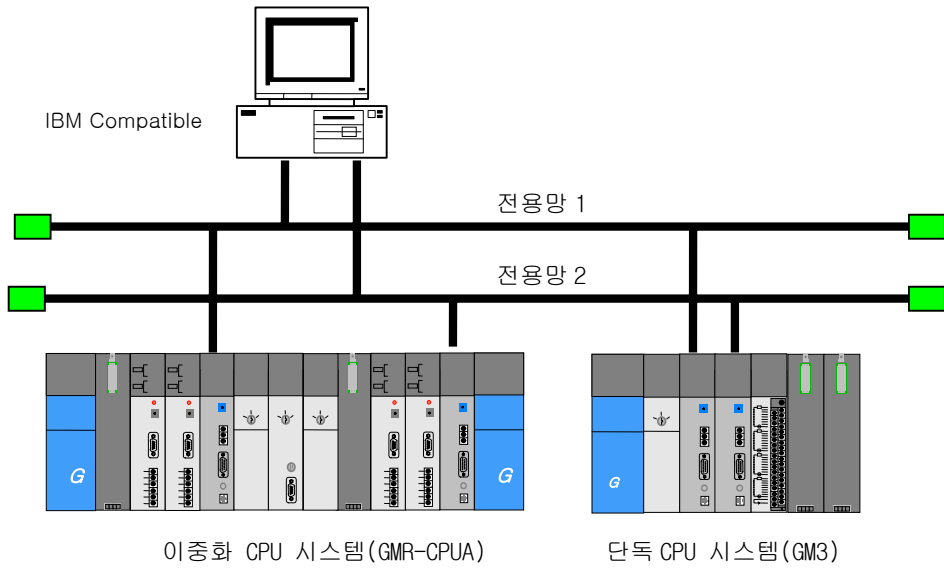 IBM Compatible
전용망 1
전용망 2
G
G
G
이중화 CPU 시스템(GMR-CPUA)
단독 CPU 시스템(GM3)